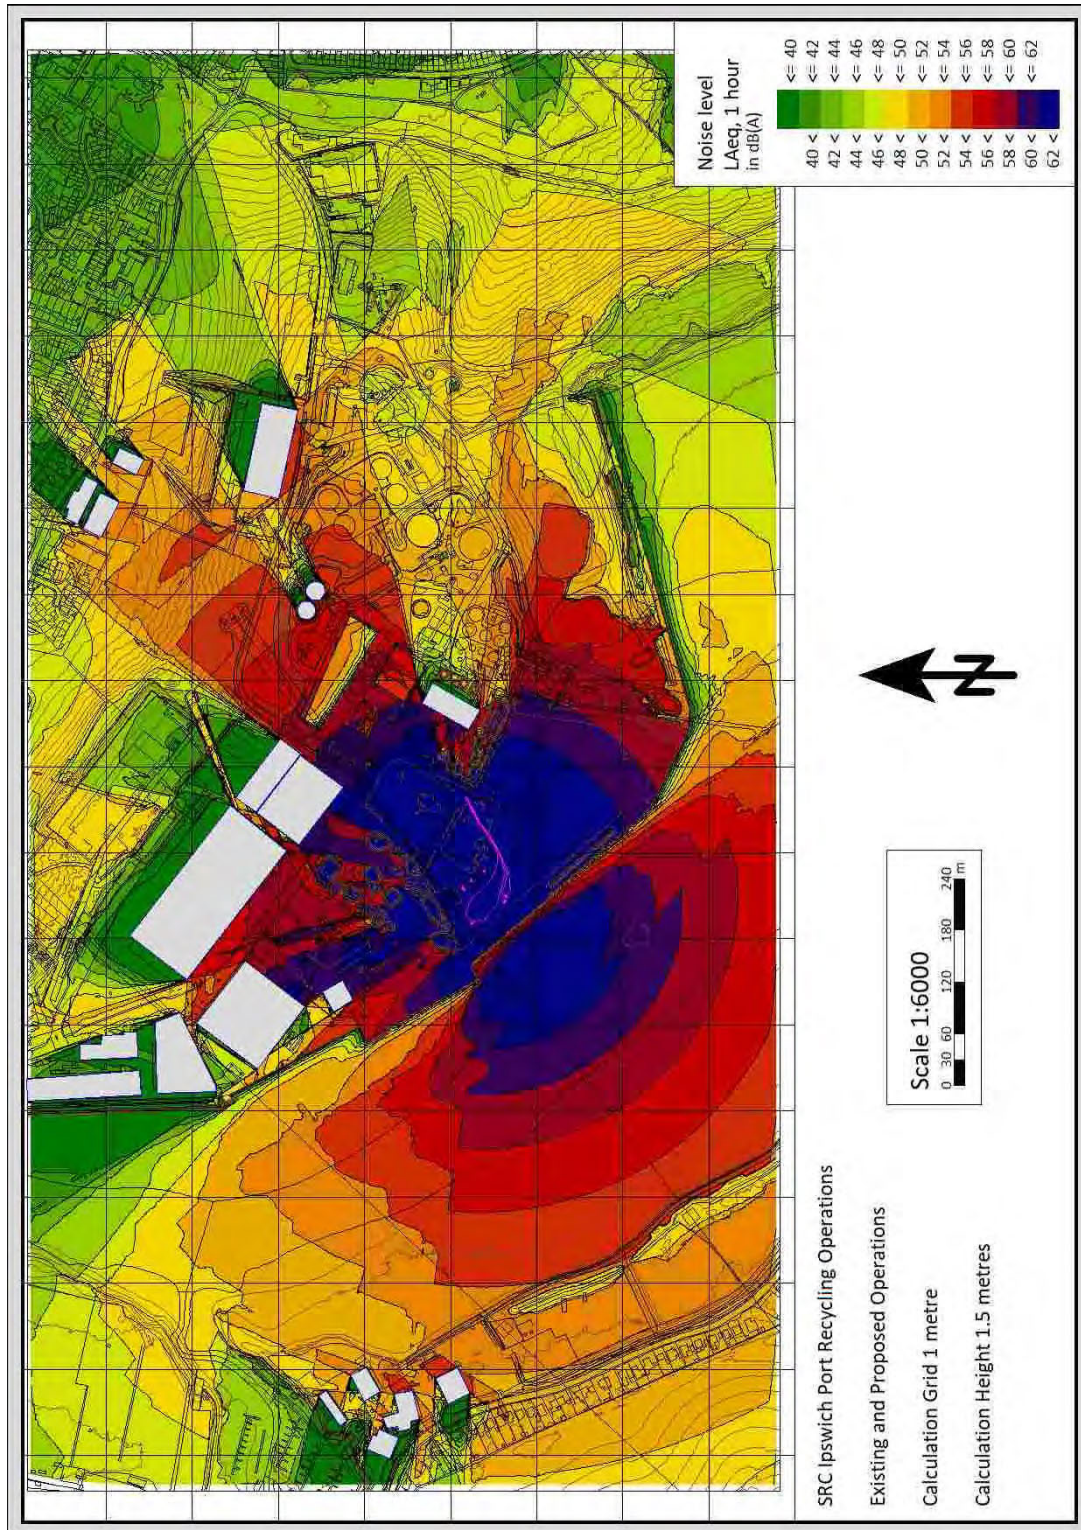 Noise level
LAeq, 1 hour
in dB(A)
<= 40
40 < <= 42
42 < <= 44
44 < <= 46
46 < <= 48
48 < <= 50
50 < <= 52
52 < <= 54
54 < <= 56
56 < <= 58
58 < <= 60
60 < <= 62
62 <
SRC Ipswich Port Recycling Operations
Existing and Proposed Operations
Calculation Grid 1 metre
Calculation Height 1.5 metres
Scale 1:6000
0 30 60 120 180 240
m
N